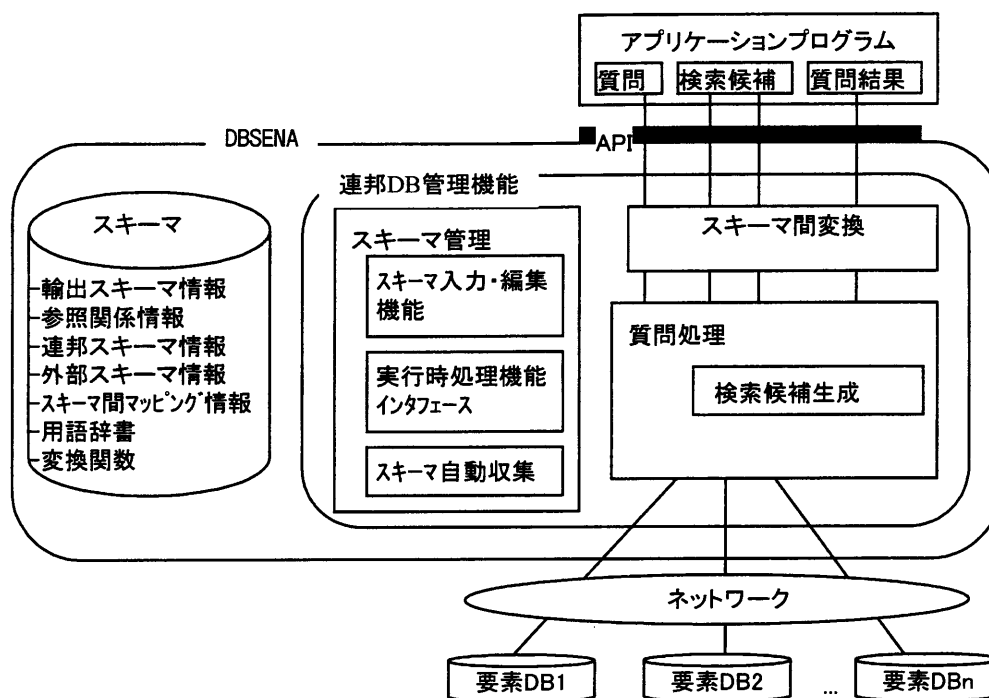 アプリケーションプログラム
質問 検索候補 質問結果
DBSENA
API
連邦DB管理機能
スキーマ
輸出スキーマ情報
参照関係情報
連邦スキーマ情報
外部スキーマ情報
スキーマ間マッピング情報
用語辞書
変換関数
スキーマ管理
スキーマ入力・編集
機能
実行時処理機能
インタフェース
スキーマ自動収集
スキーマ間変換
質問処理
検索候補生成
ネットワーク
要素DB1 要素DB2 ... 要素DBn